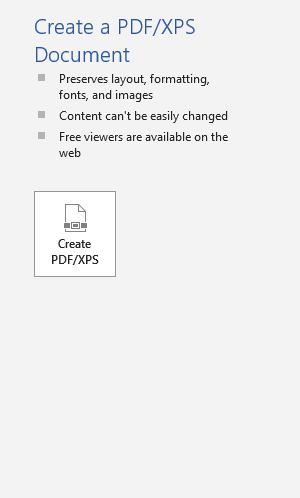 Create a PDF/XPS
Document
Preserves layout, formatting,
fonts, and images
Content can't be easily changed
Free viewers are available on the
web
Create
PDF/XPS